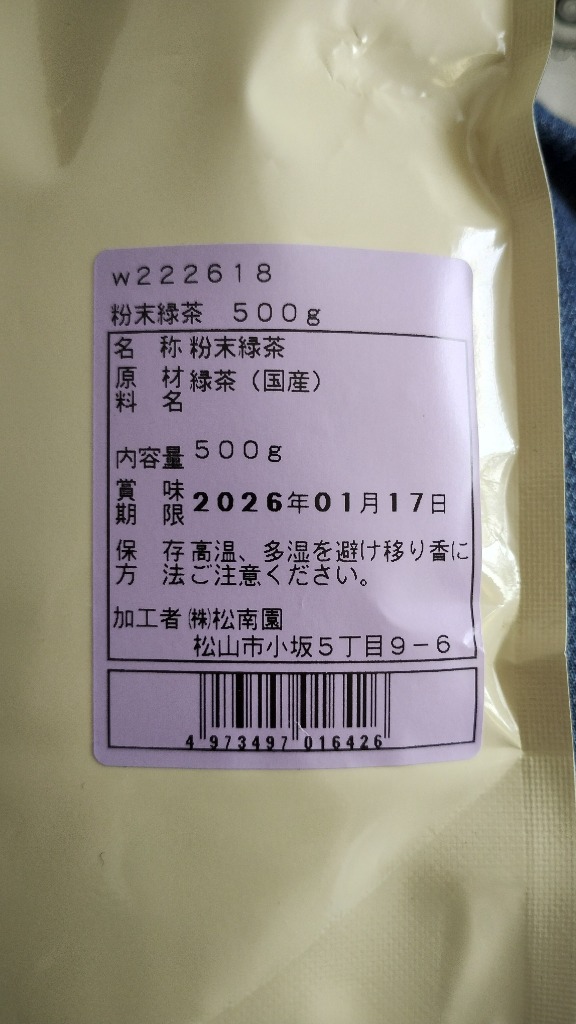 w222618
粉末緑茶　500g
名　称 粉末緑茶
原　材 緑茶（国産）
料　名
内容量 500g
賞　味
期　限 2026年01月17日
保　存 高温、多湿を避け移り香に
方　法 ご注意ください。
加工者 ㈱松南園
松山市小坂5丁目9-6
4 973497 016426